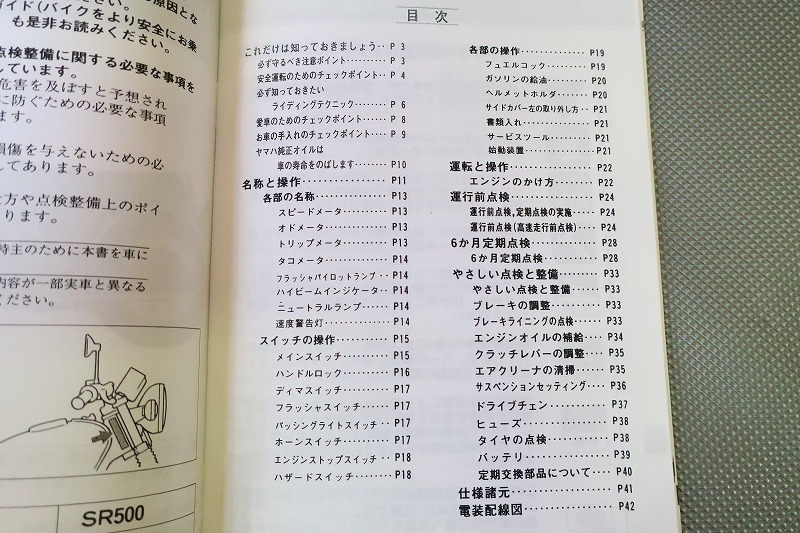 の原因とな
ガイド(バイクをより安全にお乗
も是非お読みください。
点検整備に関する必要な事項を
しています。
危害を及ぼすと予想され
に防ぐための必要な事項
ます。
損傷を与えないための必
してあります。
方や点検整備上のポイ
ります。
持主のために本書を車に
内容が一部実車と異なる
ください。
SR500
目 次
これだけは知っておきましょう‥P 3
必ず守るべき注意ポイント‥‥‥P 3
安全運転のためのチェックポイント‥P 4
必ず知っておきたい
ライディングテクニック‥‥‥P 6
愛車のためのチェックポイント‥‥P 8
お車の手入れのチェックポイント‥P 9
ヤマハ純正オイルは
車の寿命をのばします‥‥‥‥P10
名称と操作‥‥‥‥‥‥‥‥P11
各部の名称‥‥‥‥‥‥‥P13
スピードメータ‥‥‥‥‥P13
オドメータ‥‥‥‥‥‥‥P13
トリップメータ‥‥‥‥‥P13
タコメータ‥‥‥‥‥‥‥P14
フラッシャパイロットランプ‥‥P14
ハイビームインジケータ‥‥P14
ニュートラルランプ‥‥‥P14
速度警告灯‥‥‥‥‥‥‥P14
スイッチの操作‥‥‥‥‥P15
メインスイッチ‥‥‥‥‥P15
ハンドルロック‥‥‥‥‥P16
ディマスイッチ‥‥‥‥‥P17
フラッシャスイッチ‥‥‥P17
パッシングライトスイッチ‥‥P17
ホーンスイッチ‥‥‥‥‥P17
エンジンストップスイッチ‥‥P18
ハザードスイッチ‥‥‥‥P18
各部の操作‥‥‥‥‥‥‥P19
フュエルコック‥‥‥‥‥P19
ガソリンの給油‥‥‥‥‥P20
ヘルメットホルダ‥‥‥‥P20
サイドカバー左の取り外し方‥‥P21
書類入れ‥‥‥‥‥‥‥‥P21
サービスツール‥‥‥‥‥P21
始動装置‥‥‥‥‥‥‥‥P21
運転と操作‥‥‥‥‥‥‥‥P22
エンジンのかけ方‥‥‥‥P22
運行前点検‥‥‥‥‥‥‥‥P24
運行前点検,定期点検の実施‥‥P24
運行前点検(高速走行前点検)‥‥P24
6か月定期点検‥‥‥‥‥‥P28
6か月定期点検‥‥‥‥‥P28
やさしい点検と整備‥‥‥‥P33
やさしい点検と整備‥‥‥P33
ブレーキの調整‥‥‥‥‥P33
ブレーキライニングの点検‥‥P33
エンジンオイルの補給‥‥P34
クラッチレバーの調整‥‥P35
エアクリーナの清掃‥‥‥P35
サスペンションセッティング‥‥P36
ドライブチェン‥‥‥‥‥P37
ヒューズ‥‥‥‥‥‥‥‥P38
タイヤの点検‥‥‥‥‥‥P38
バッテリ‥‥‥‥‥‥‥‥P39
定期交換部品について‥‥P40
仕様諸元‥‥‥‥‥‥‥‥‥P41
電装配線図‥‥‥‥‥‥‥‥P42